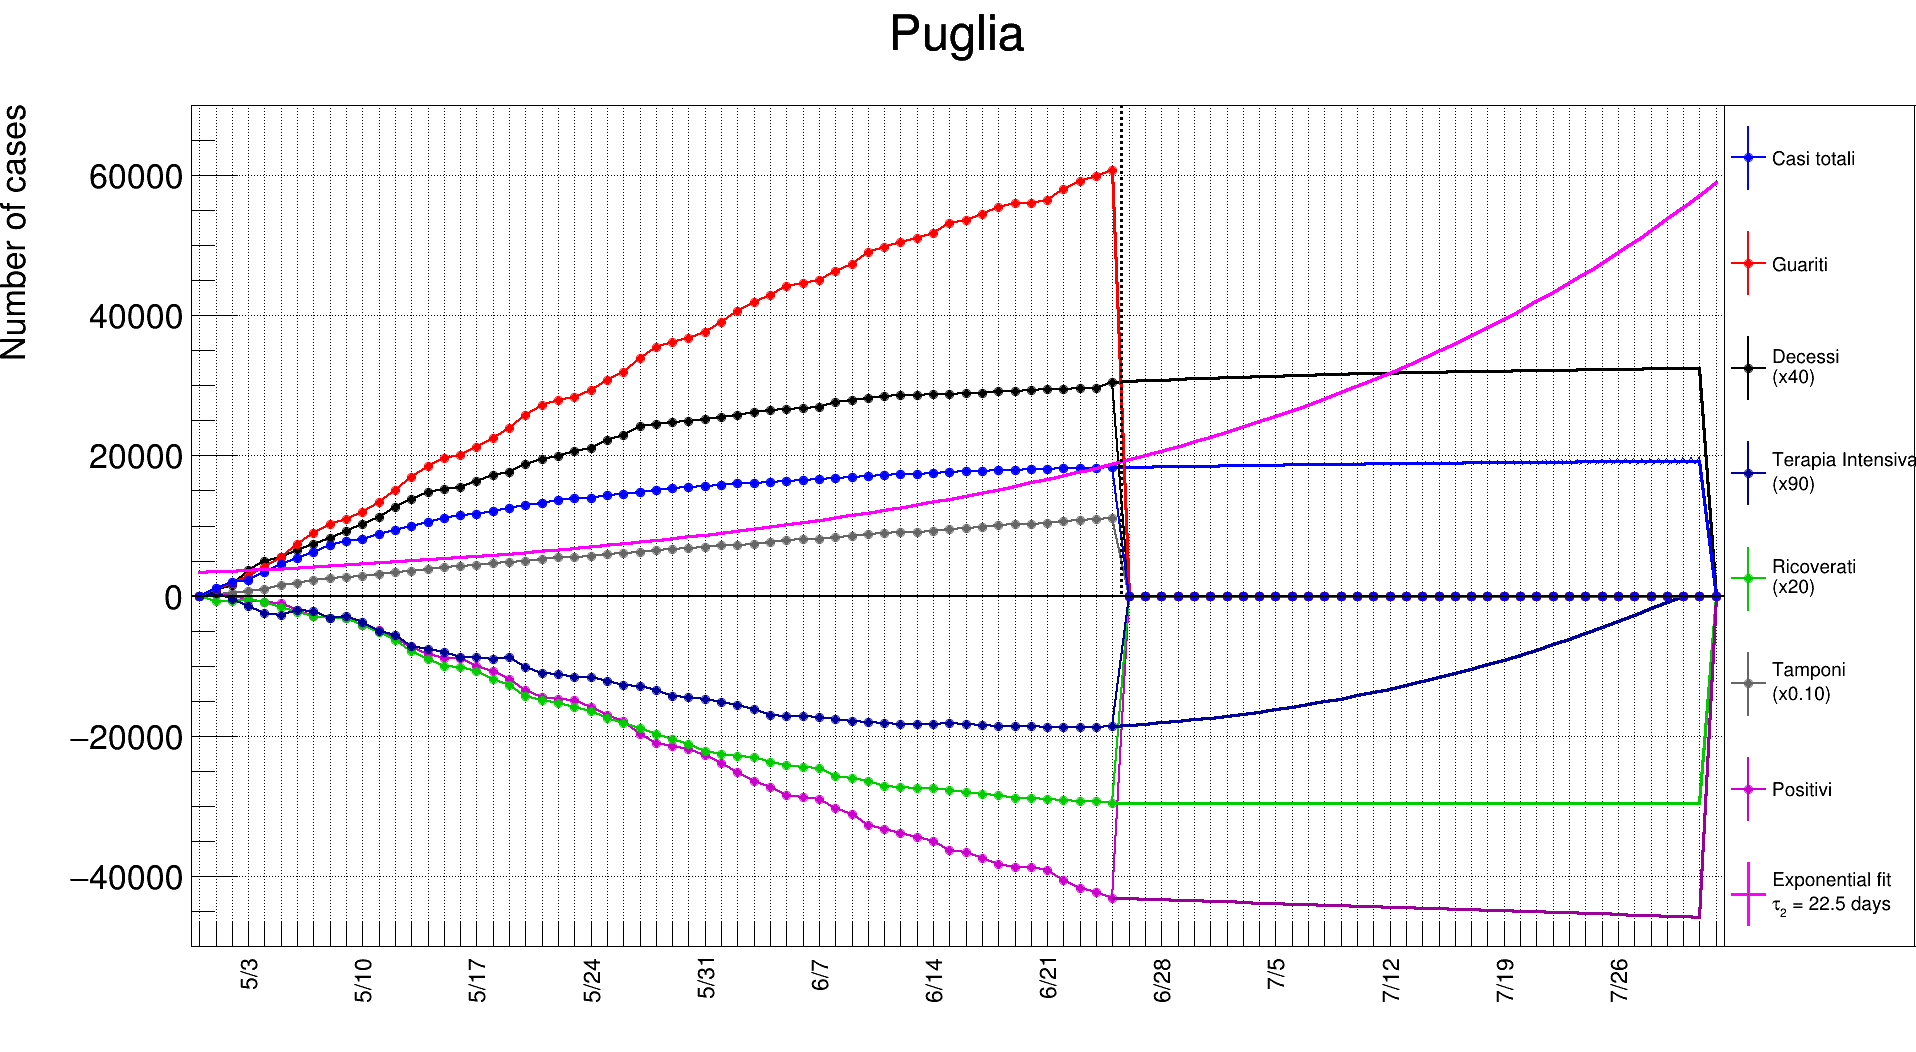 Puglia
Number of cases
60000
40000
20000
0
−20000
−40000
5/3
5/10
5/17
5/24
5/31
6/7
6/14
6/21
6/28
7/5
7/12
7/19
7/26
Casi totali
Guariti
Decessi
(x40)
Terapia Intensiva
(x90)
Ricoverati
(x20)
Tamponi
(x0.10)
Positivi
Exponential fit
τ₂ = 22.5 days